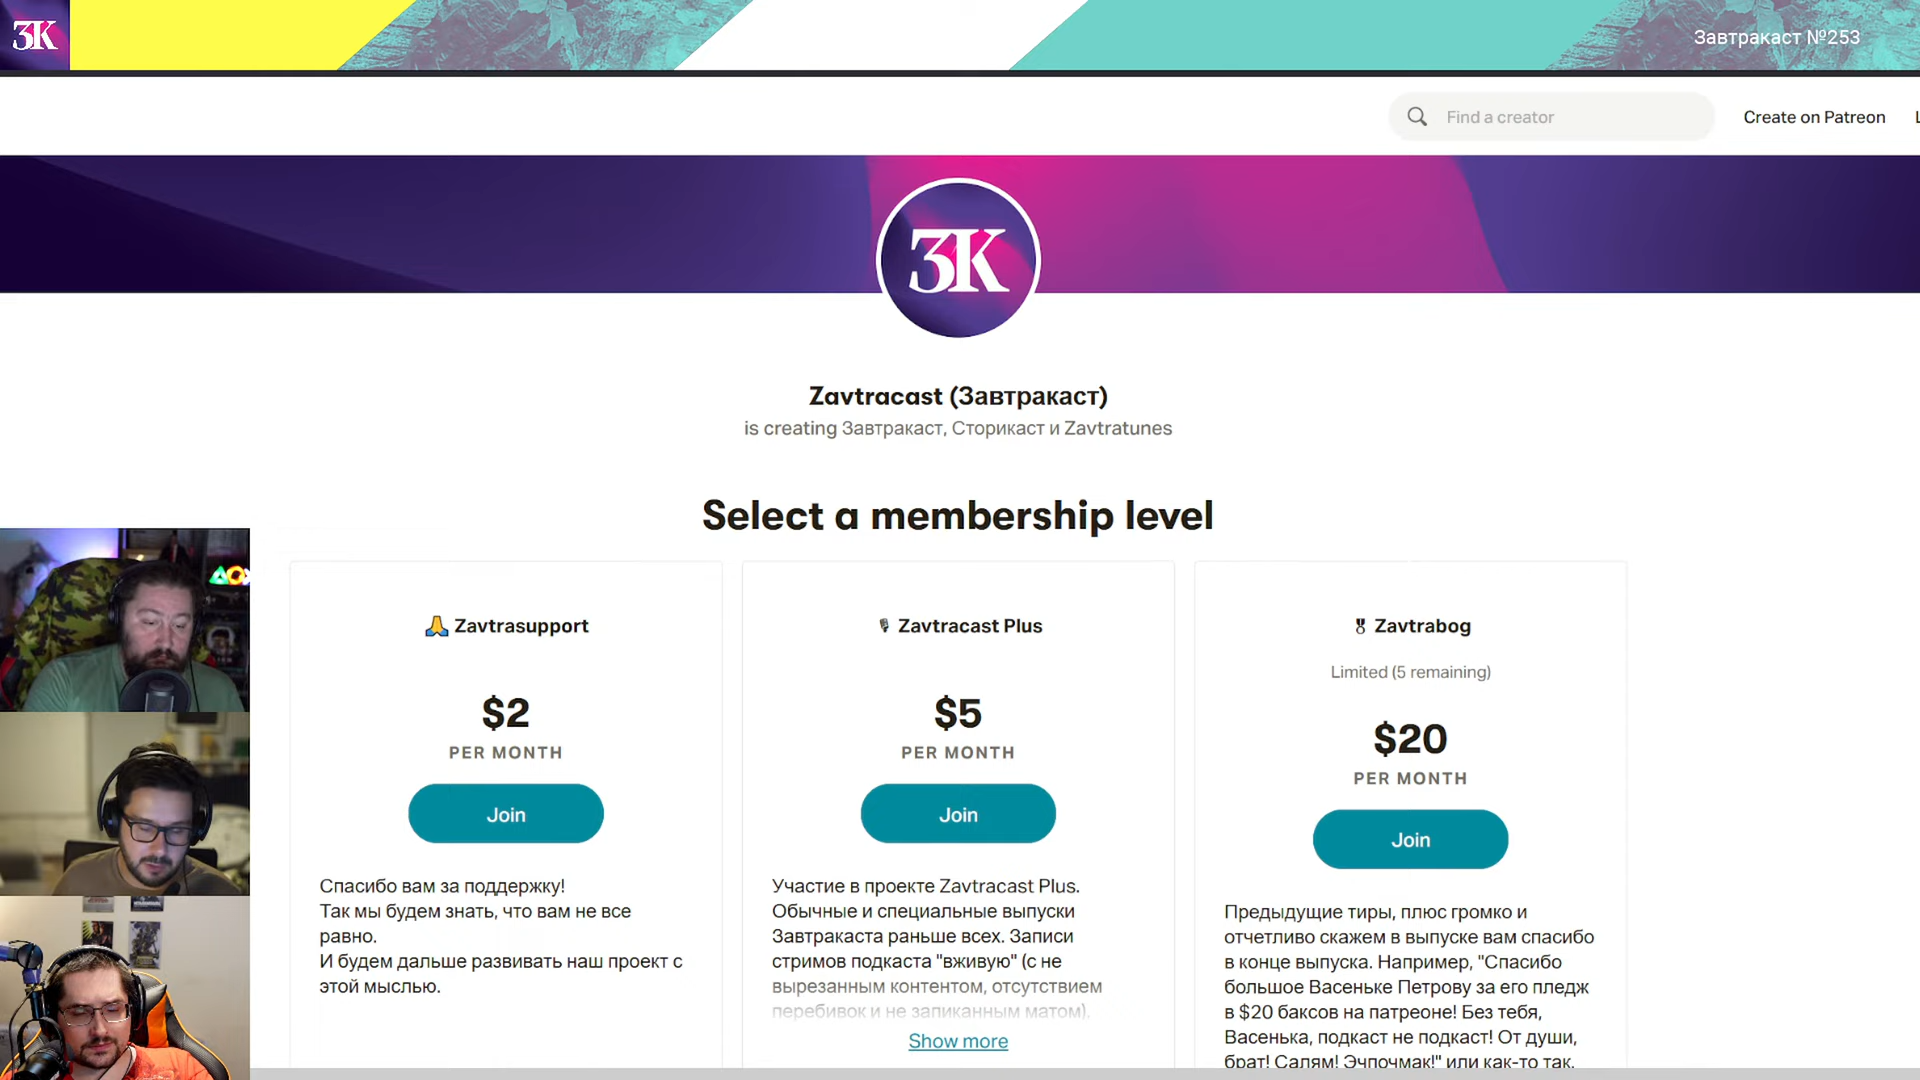 ЗК
Завтракаст №253
Find a creator
Create on Patreon
ЗК
Zavtracast (Завтракаст)
is creating Завтракаст, Сторикаст и Zavtratunes
Select a membership level
Zavtrasupport
$2
PER MONTH
Join
Спасибо вам за поддержку!
Так мы будем знать, что вам не все
равно.
И будем дальше развивать наш проект с
этой мыслью.
Zavtracast Plus
$5
PER MONTH
Join
Участие в проекте Zavtracast Plus.
Обычные и специальные выпуски
Завтракаста раньше всех. Записи
стримов подкаста "вживую" (с не
вырезанным контентом, отсутствием
перебивок и не запиканным матом).
Show more
Zavtrabog
Limited (5 remaining)
$20
PER MONTH
Join
Предыдущие тиры, плюс громко и
отчетливо скажем в выпуске вам спасибо
в конце выпуска. Например, "Спасибо
большое Васеньке Петрову за его пледж
в $20 баксов на патреоне! Без тебя,
Васенька, подкаст не подкаст! От души,
брат! Салям! Эчпочмак!" или как-то так.